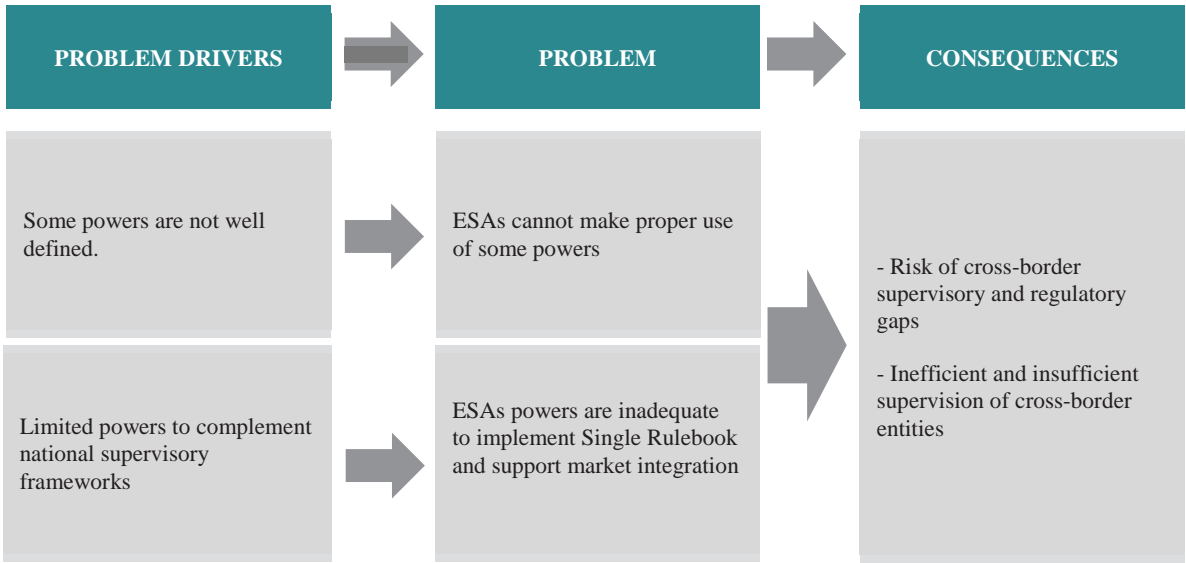 PROBLEM DRIVERS
PROBLEM
CONSEQUENCES
Some powers are not well
defined.
ESAs cannot make proper use
of some powers
Limited powers to complement
national supervisory
frameworks
ESAs powers are inadequate
to implement Single Rulebook
and support market integration
- Risk of cross-border
supervisory and regulatory
gaps
- Inefficient and insufficient
supervision of cross-border
entities